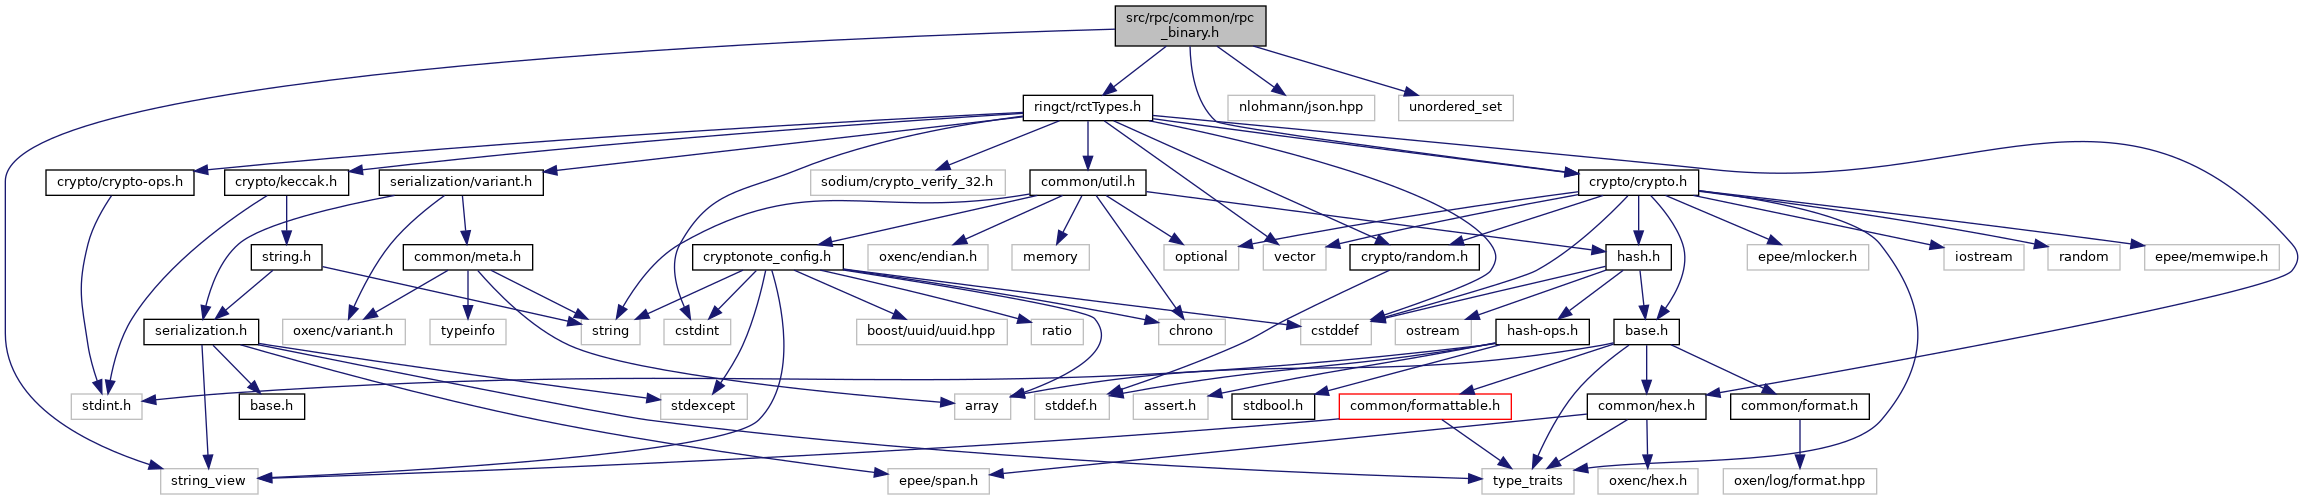 src/rpc/common/rpc
_binary.h
ringct/rctTypes.h
nlohmann/json.hpp
unordered_set
crypto/crypto-ops.h
crypto/keccak.h
serialization/variant.h
sodium/crypto_verify_32.h
common/util.h
crypto/crypto.h
string.h
common/meta.h
cryptonote_config.h
oxenc/endian.h
memory
optional
vector
crypto/random.h
hash.h
epee/mlocker.h
iostream
random
epee/memwipe.h
serialization.h
oxenc/variant.h
typeinfo
string
cstdint
boost/uuid/uuid.hpp
ratio
chrono
cstddef
ostream
hash-ops.h
base.h
stdint.h
base.h
stdexcept
array
stddef.h
assert.h
stdbool.h
common/formattable.h
common/hex.h
common/format.h
string_view
epee/span.h
type_traits
oxenc/hex.h
oxen/log/format.hpp